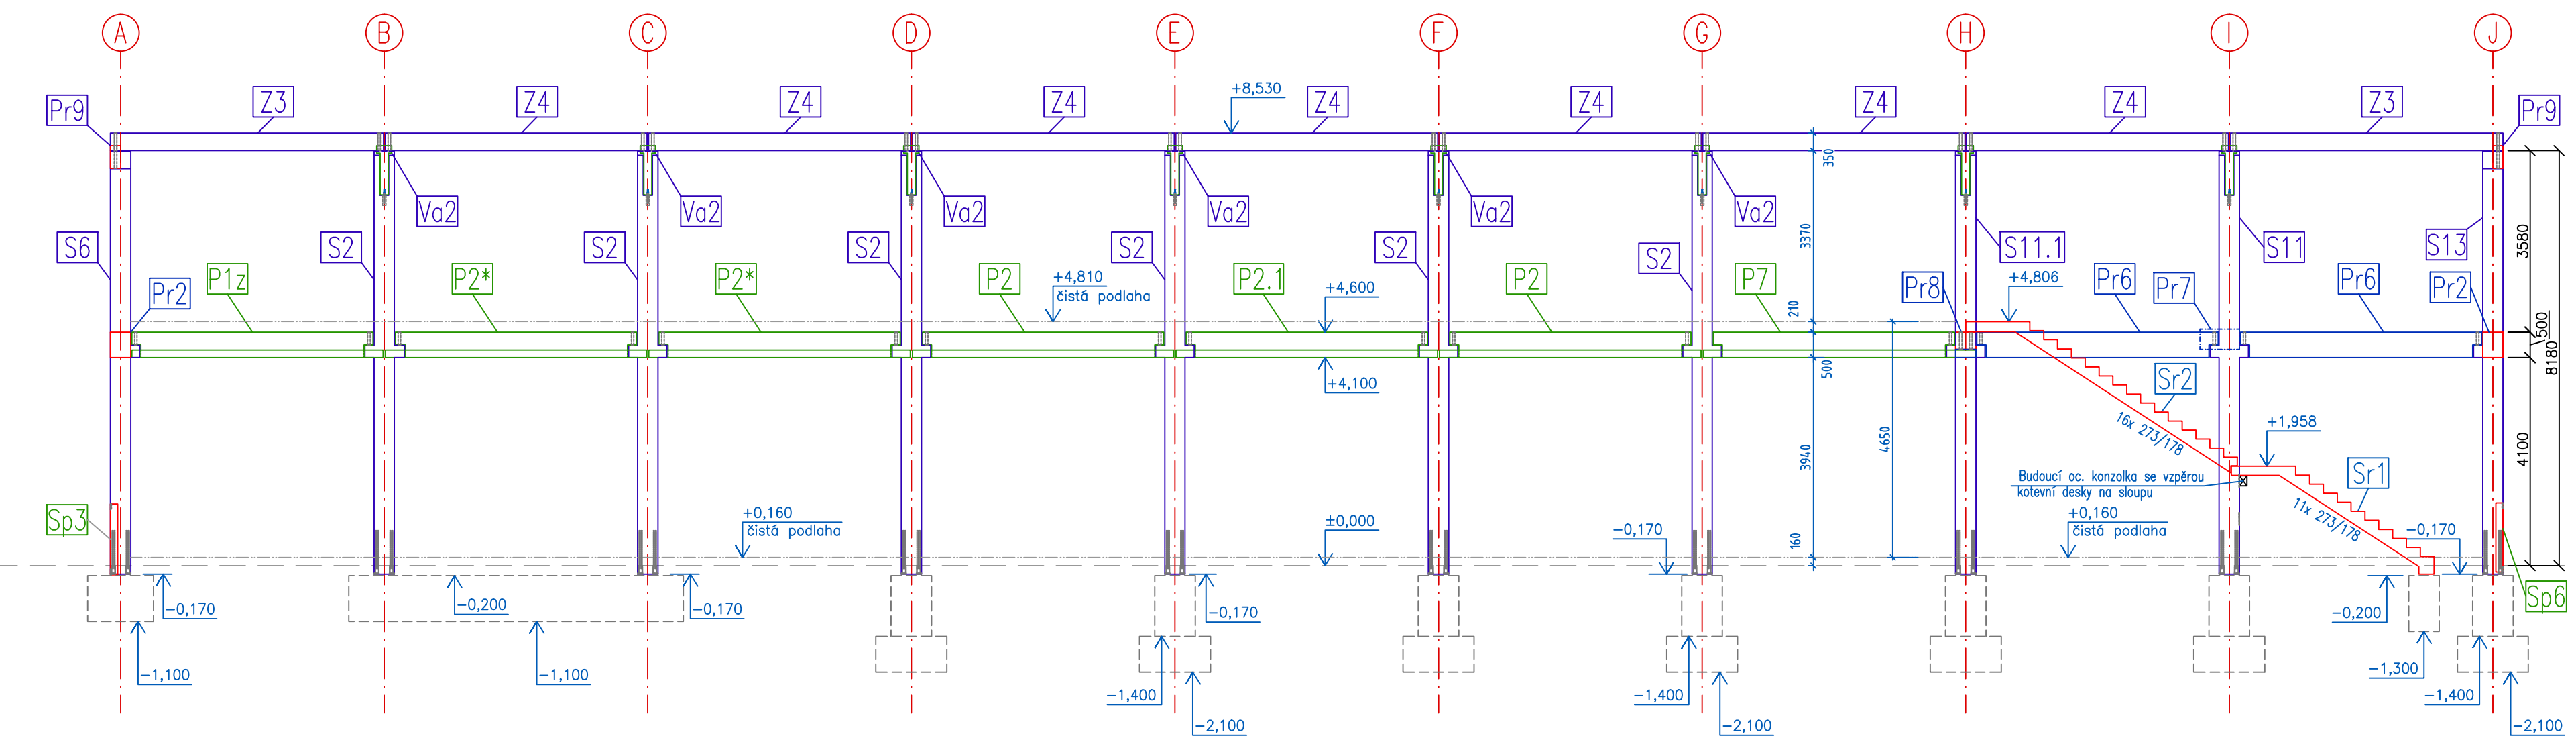 A B C D E F G H I J
Pr9 Z3 Z4 Z4 Z4 +8,530 Z4 Z4 Z4 Z4 Z3 Pr9
350
Va2 Va2 Va2 Va2 Va2 Va2
S6 S2 S2 S2 S2 S2 S2 S11.1 S11 S13
3370 3580
P1z P2* P2* P2 P2.1 P2 P7
Pr2 +4,810 +4,600 Pr8 +4,806 Pr6 Pr7 Pr6 Pr2
čistá podlaha
210 500 8180
500 +4,100 Sr2
16x 273/178
+1,958
4650 3940 4100
Budoucí oc. konzolka se vzpěrou
kotevní desky na sloupu
Sr1
11x 273/178
Sp3 +0,160 ±0,000 -0,170 +0,160 -0,170
čistá podlaha čistá podlaha
160
-0,170 -0,200 -0,170 -0,170 -0,200 Sp6
-1,100 -1,100 -1,300
-1,400 -1,400 -1,400
-2,100 -2,100 -2,100